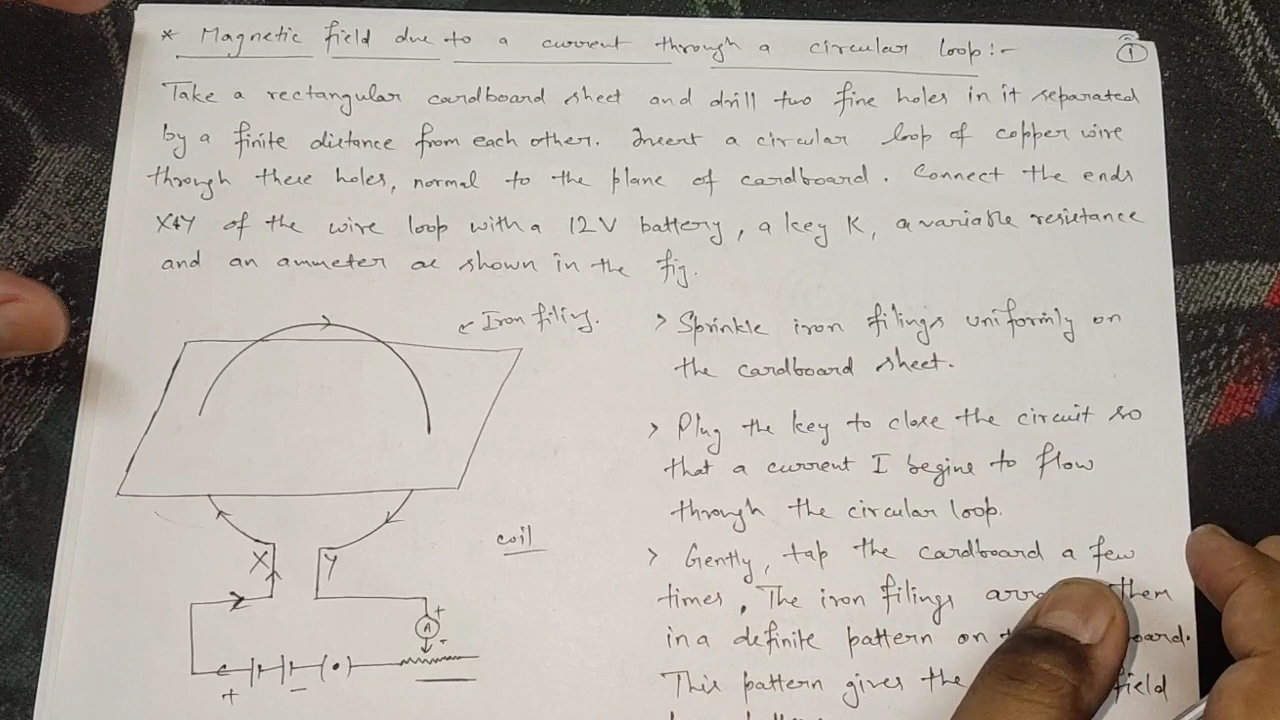 * Magnetic field due to a current through a circular loop:-
①
Take a rectangular cardboard sheet and drill two fine holes in it separated
by a finite distance from each other. Insert a circular loop of copper wire
through these holes, normal to the plane of cardboard. Connect the ends
X&Y of the wire loop with a 12V battery, a key K, a variable resistance
and an ammeter as shown in the fig.
Iron filing.
X
Y
coil
+
A
-
+
-
> Sprinkle iron filings uniformly on
the cardboard sheet.
> Plug the key to close the circuit so
that a current I begins to flow
through the circular loop.
> Gently, tap the cardboard a few
times, The iron filings them
in a definite pattern on
This pattern gives the field